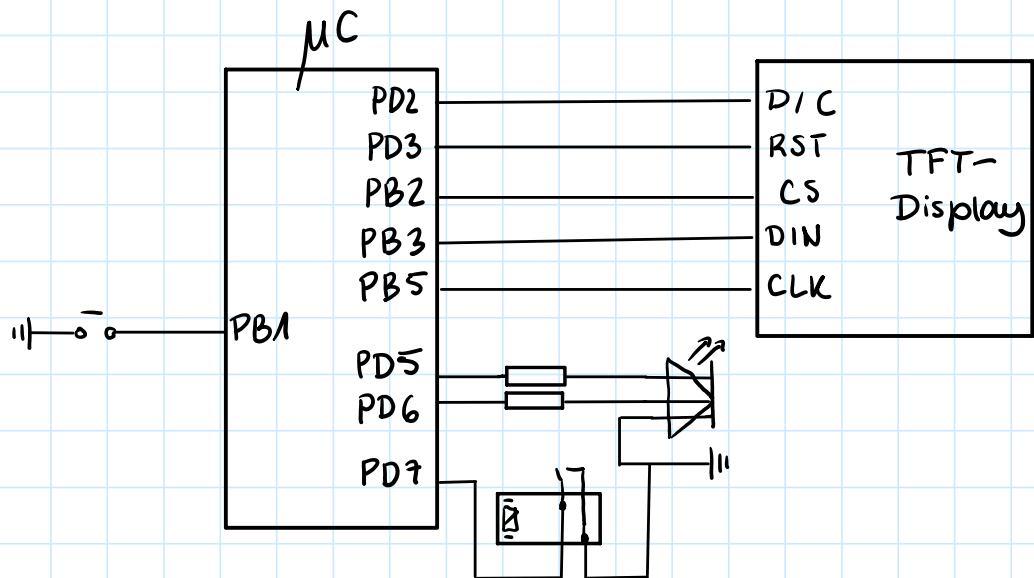 µC
PD2
PD3
PB2
PB3
PB5
PB1
PD5
PD6
PD7
D/C
RST
CS
DIN
CLK
TFT-
Display